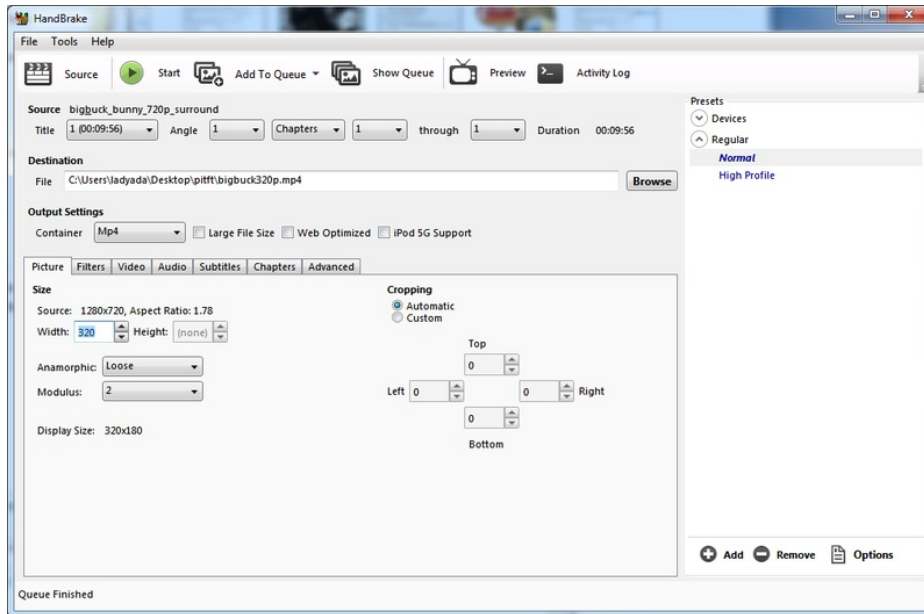 HandBrake
File Tools Help
Source Start Add To Queue Show Queue Preview Activity Log
Source bigbuck_bunny_720p_surround
Title 1 (00:09:56) Angle 1 Chapters 1 through 1 Duration 00:09:56
Destination
File C:\Users\ladyada\Desktop\pitft\bigbuck320p.mp4 Browse
Output Settings
Container Mp4 Large File Size Web Optimized iPod 5G Support
Picture Filters Video Audio Subtitles Chapters Advanced
Size
Source: 1280x720, Aspect Ratio: 1.78
Width: 320 Height: (none)
Anamorphic: Loose
Modulus: 2
Display Size: 320x180
Cropping
Automatic
Custom
Top
0
Left 0 0 Right
0
Bottom
Presets
Devices
Regular
Normal
High Profile
Add Remove Options
Queue Finished